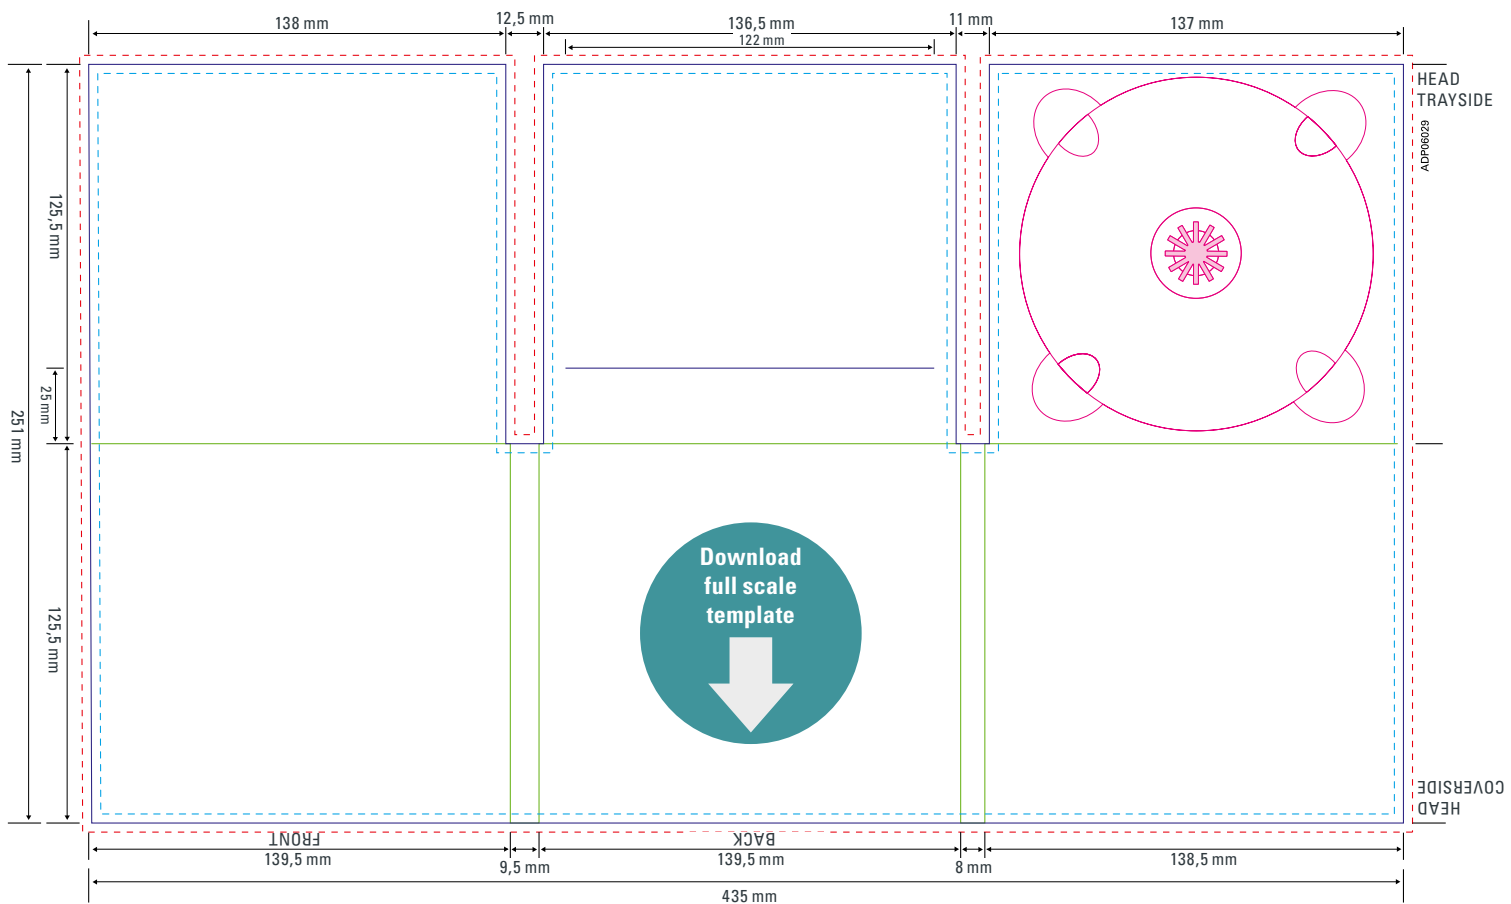 138 mm
12,5 mm
136,5 mm
11 mm
137 mm
122 mm
HEAD
TRAYSIDE
ADP06029
125,5 mm
25 mm
251 mm
125,5 mm
Download
full scale
template
HEAD
COVERSIDE
FRONT
BACK
139,5 mm
9,5 mm
139,5 mm
8 mm
138,5 mm
435 mm